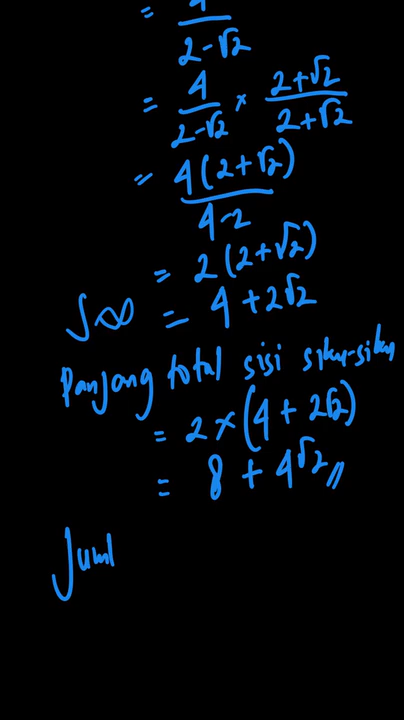 = 4/(2-√2)
= 4/(2-√2) × (2+√2)/(2+√2)
= 4(2+√2)/(4-2)
= 2(2+√2)
S∞ = 4+2√2
Panjang total sisi siku-siku
= 2×(4+2√2)
= 8+4√2//
Juml